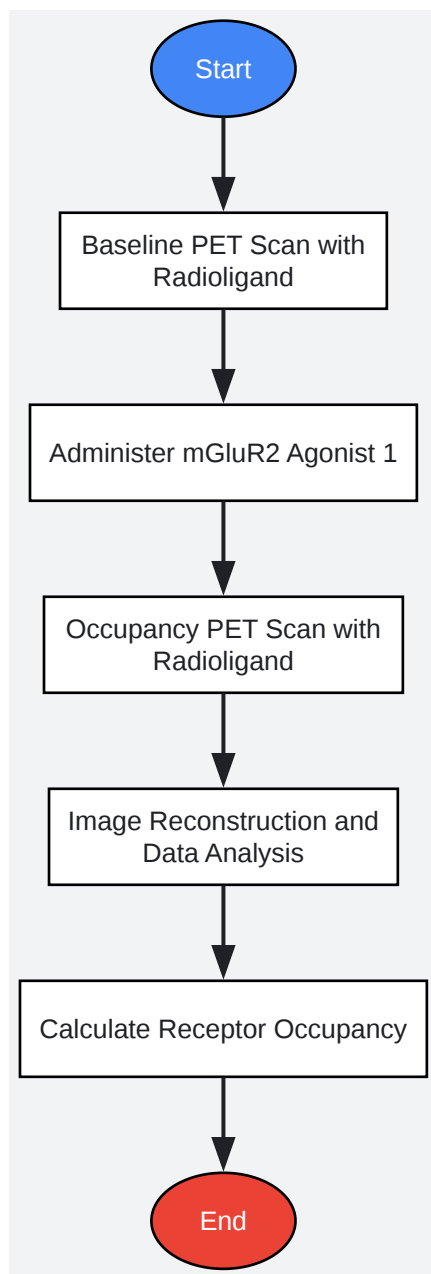 Start
Baseline PET Scan with
Radioligand
Administer mGluR2 Agonist 1
Occupancy PET Scan with
Radioligand
Image Reconstruction and
Data Analysis
Calculate Receptor Occupancy
End